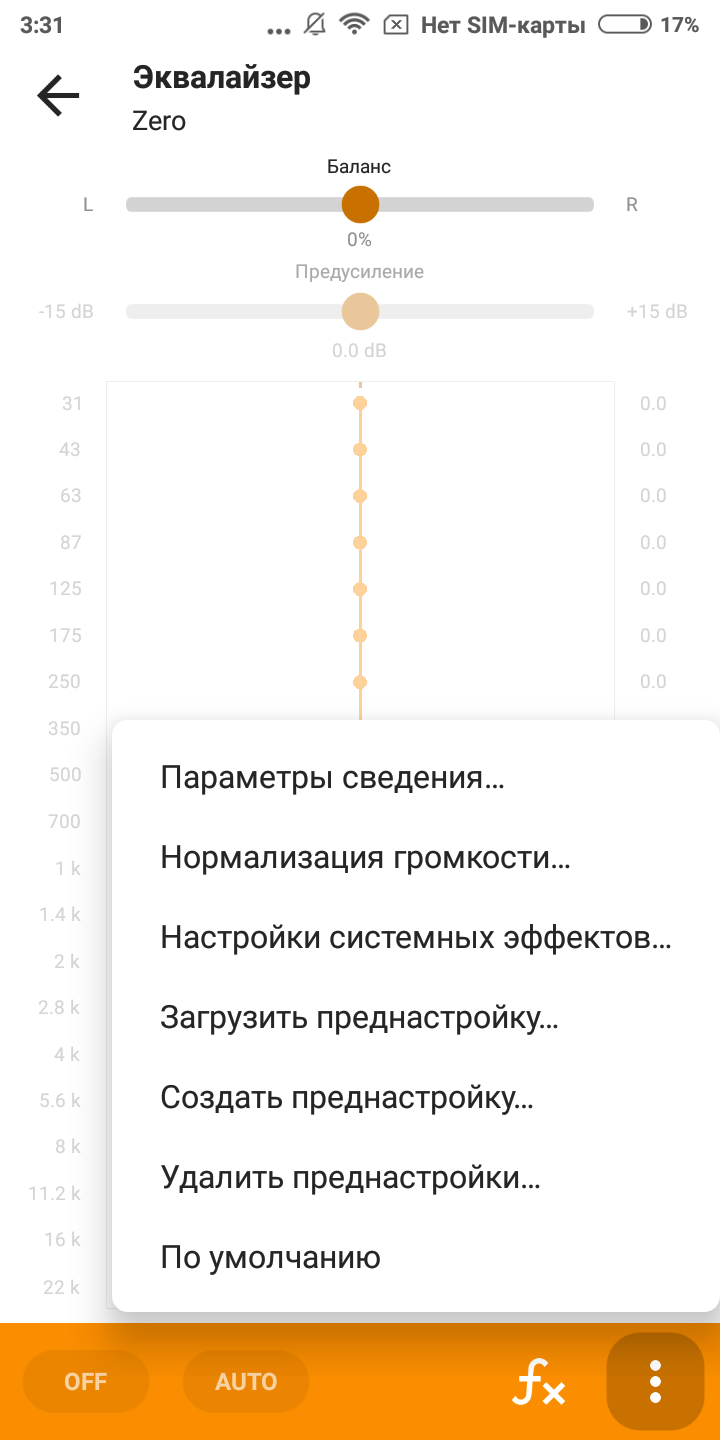 3:31 ... Нет SIM-карты 17%
Эквалайзер
Zero
Баланс
L R
0%
Предусиление
-15 dB +15 dB
0.0 dB
31 0.0
43 0.0
63 0.0
87 0.0
125 0.0
175 0.0
250 0.0
350
500
700
1 k
1.4 k
2 k
2.8 k
4 k
5.6 k
8 k
11.2 k
16 k
22 k
Параметры сведения...
Нормализация громкости...
Настройки системных эффектов...
Загрузить преднастройку...
Создать преднастройку...
Удалить преднастройки...
По умолчанию
OFF AUTO fx